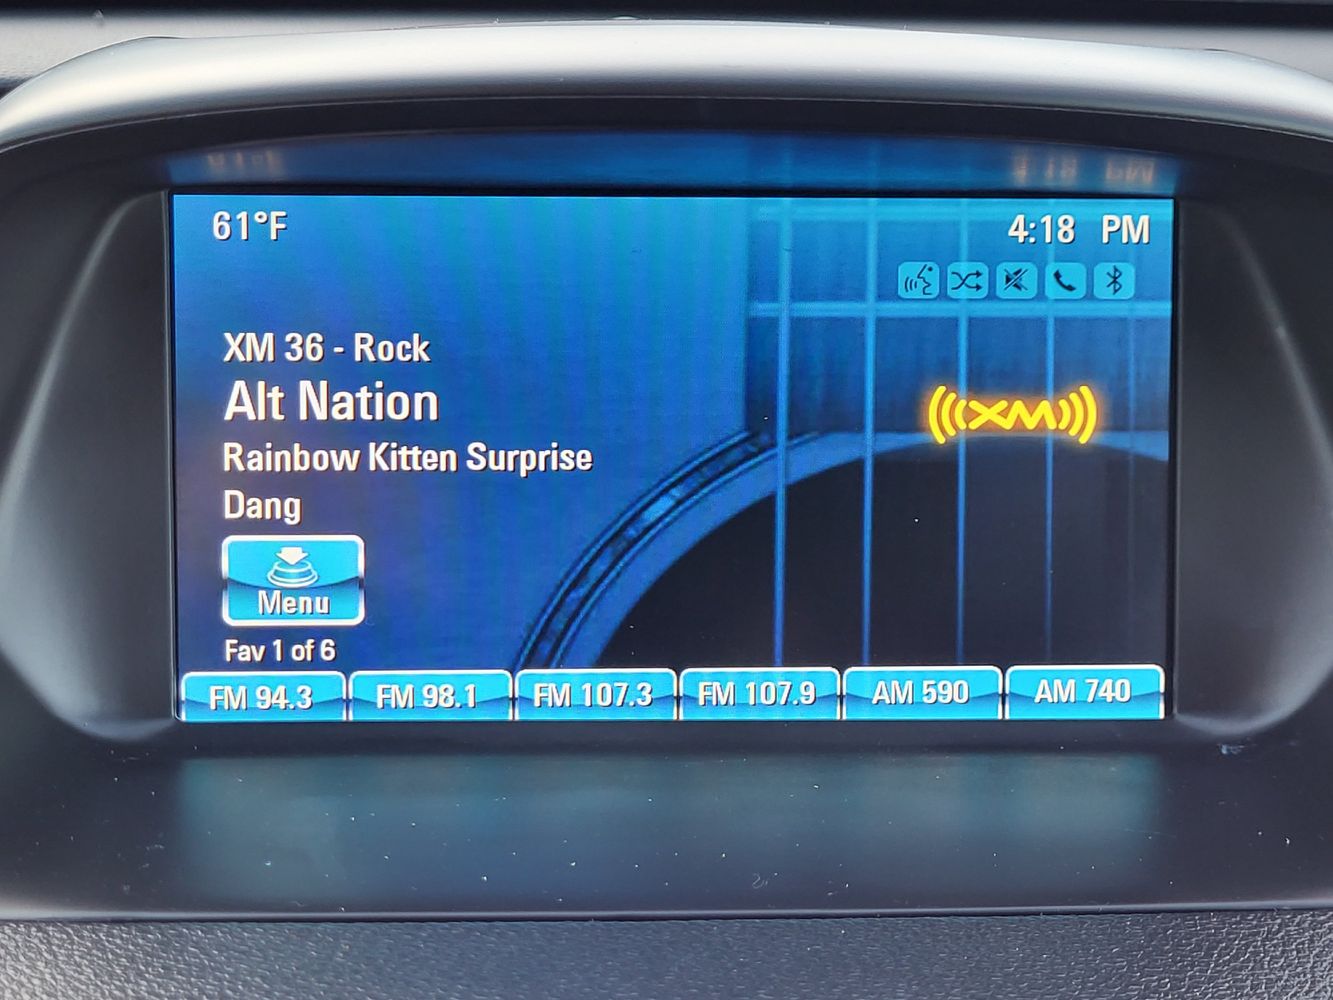 61°F
4:18 PM
XM 36 - Rock
Alt Nation
XM
Rainbow Kitten Surprise
Dang
Menu
Fav 1 of 6
FM 94.3 FM 98.1 FM 107.3 FM 107.9 AM 590 AM 740